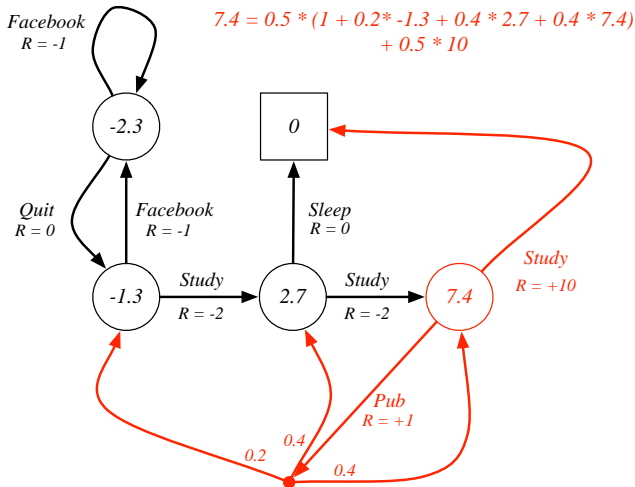 Facebook
R = -1
7.4 = 0.5 * (1 + 0.2* -1.3 + 0.4 * 2.7 + 0.4 * 7.4)
+ 0.5 * 10
-2.3
0
Quit
R = 0
Facebook
R = -1
Sleep
R = 0
Study
R = +10
-1.3
Study
R = -2
2.7
Study
R = -2
7.4
Pub
R = +1
0.2
0.4
0.4